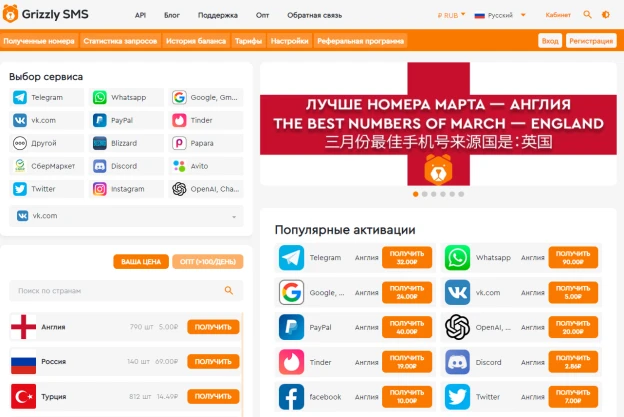 Grizzly SMS
API
Блог
Поддержка
Опт
Обратная связь
₽ RUB
Русский
Кабинет
Полученные номера
Статистика запросов
История баланса
Тарифы
Настройки
Реферальная программа
Вход
Регистрация
Выбор сервиса
Telegram
Whatsapp
Google, Gm...
vk.com
PayPal
Tinder
Другой
Blizzard
Papara
СберМаркет
Discord
Avito
Twitter
Instagram
OpenAI, Cha...
vk.com
ВАША ЦЕНА
ОПТ (>10$/ДЕНЬ)
Поиск по странам
Англия 790 шт 5.00₽ ПОЛУЧИТЬ
Россия 140 шт 69.00₽ ПОЛУЧИТЬ
Турция 812 шт 14.49₽ ПОЛУЧИТЬ
ЛУЧШЕ НОМЕРА МАРТА — АНГЛИЯ
THE BEST NUMBERS OF MARCH — ENGLAND
三月份最佳手机号来源国是：英国
Популярные активации
Telegram Англия ПОЛУЧИТЬ 32.00₽
Whatsapp Англия ПОЛУЧИТЬ 90.00₽
Google, ... Англия ПОЛУЧИТЬ 24.00₽
vk.com Англия ПОЛУЧИТЬ 5.00₽
PayPal Англия ПОЛУЧИТЬ 40.00₽
OpenAI, ... Англия ПОЛУЧИТЬ 20.00₽
Tinder Англия ПОЛУЧИТЬ 19.00₽
Discord Англия ПОЛУЧИТЬ 2.86₽
facebook Англия ПОЛУЧИТЬ 10.00₽
Twitter Англия ПОЛУЧИТЬ 7.00₽